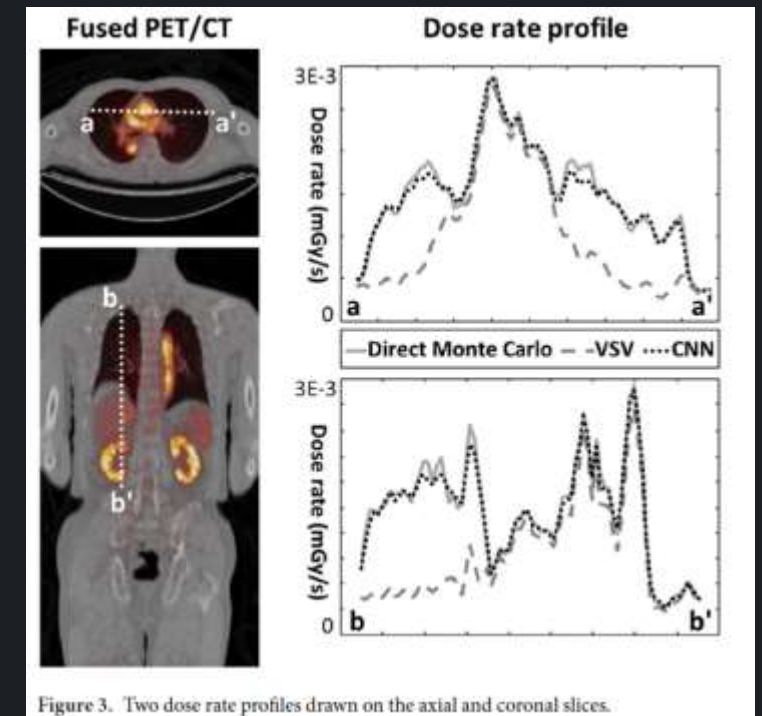 Fused PET/CT
Dose rate profile
a
a'
b
b'
3E-3
Dose rate (mGy/s)
0
a
a'
Direct Monte Carlo VSV CNN
3E-3
Dose rate (mGy/s)
0
b
b'
Figure 3. Two dose rate profiles drawn on the axial and coronal slices.